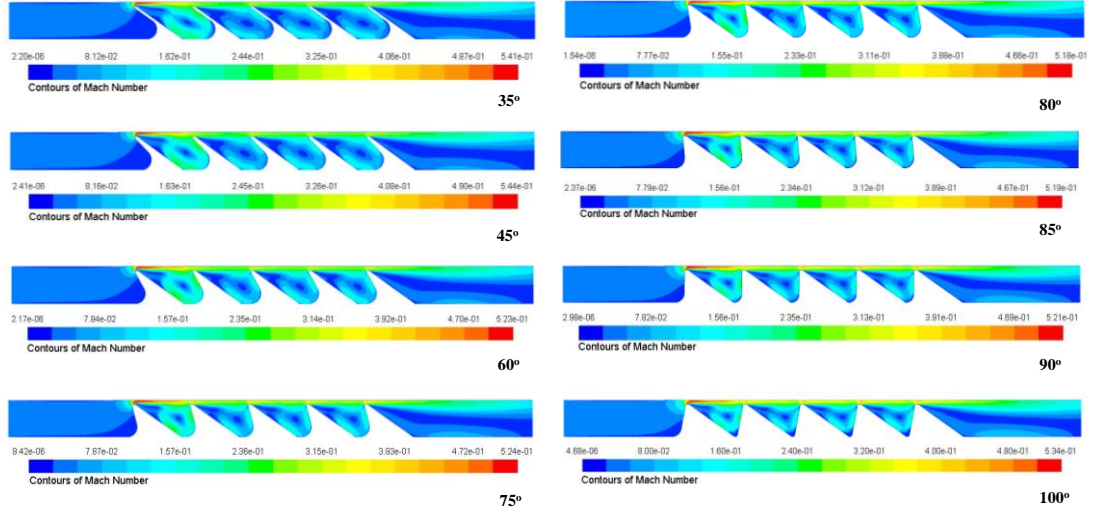 2.20e-06 8.12e-02 1.62e-01 2.44e-01 3.25e-01 4.06e-01 4.87e-01 5.41e-01
Contours of Mach Number
35°
2.41e-06 8.16e-02 1.63e-01 2.45e-01 3.26e-01 4.08e-01 4.90e-01 5.44e-01
Contours of Mach Number
45°
2.17e-06 7.84e-02 1.57e-01 2.35e-01 3.14e-01 3.92e-01 4.70e-01 5.23e-01
Contours of Mach Number
60°
9.42e-06 7.87e-02 1.57e-01 2.36e-01 3.15e-01 3.93e-01 4.72e-01 5.24e-01
Contours of Mach Number
75°
1.54e-06 7.77e-02 1.55e-01 2.33e-01 3.11e-01 3.88e-01 4.66e-01 5.18e-01
Contours of Mach Number
80°
2.37e-06 7.79e-02 1.56e-01 2.34e-01 3.12e-01 3.89e-01 4.67e-01 5.19e-01
Contours of Mach Number
85°
2.98e-06 7.82e-02 1.56e-01 2.35e-01 3.13e-01 3.91e-01 4.69e-01 5.21e-01
Contours of Mach Number
90°
4.68e-06 8.00e-02 1.60e-01 2.40e-01 3.20e-01 4.00e-01 4.80e-01 5.34e-01
Contours of Mach Number
100°